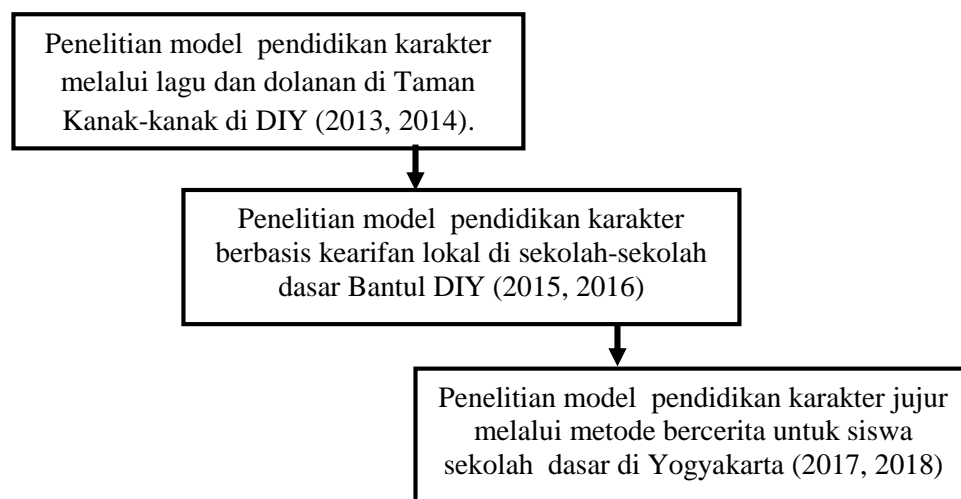 Penelitian model pendidikan karakter
melalui lagu dan dolanan di Taman
Kanak-kanak di DIY (2013, 2014).
Penelitian model pendidikan karakter
berbasis kearifan lokal di sekolah-sekolah
dasar Bantul DIY (2015, 2016)
Penelitian model pendidikan karakter jujur
melalui metode bercerita untuk siswa
sekolah dasar di Yogyakarta (2017, 2018)